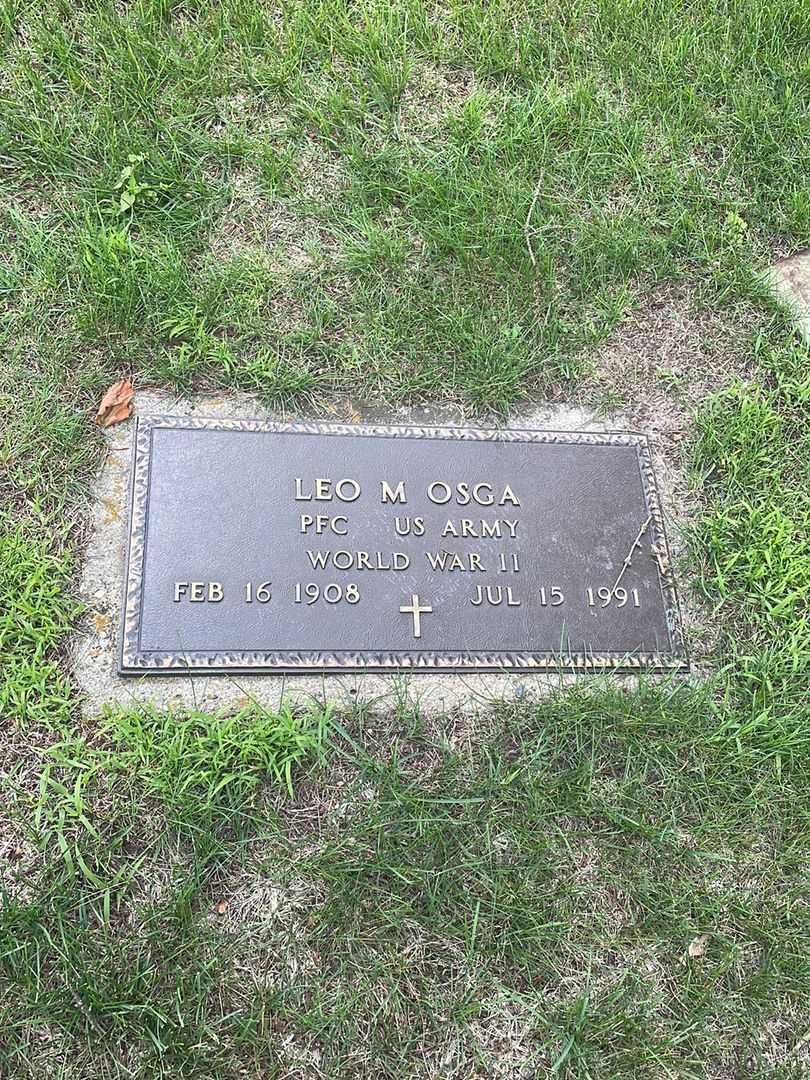 LEO M OSGA
PFC US ARMY
WORLD WAR II
FEB 16 1908 JUL 15 1991